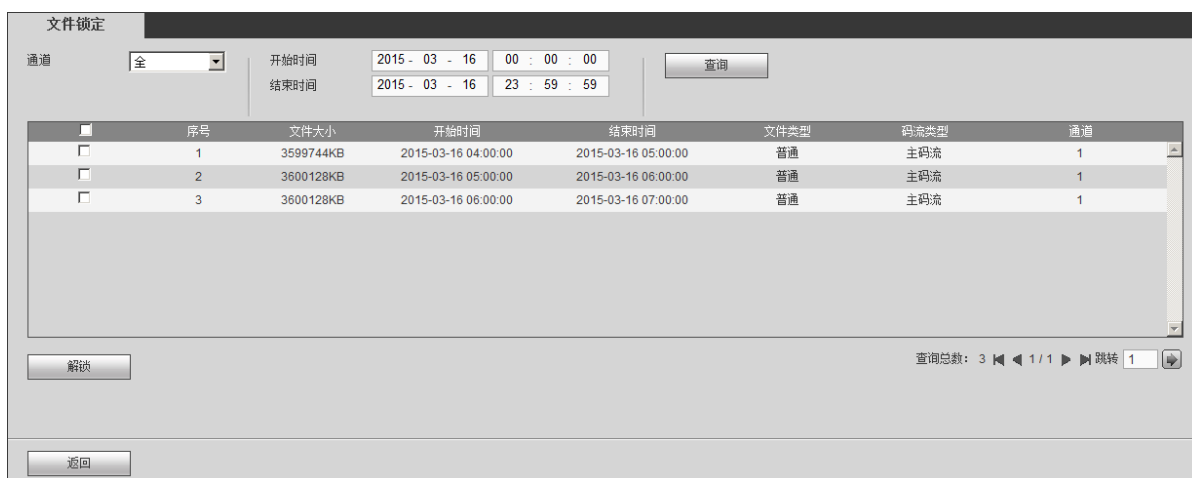 文件锁定
通道 全 开始时间 2015 - 03 - 16 00 : 00 : 00 查询
结束时间 2015 - 03 - 16 23 : 59 : 59
序号 文件大小 开始时间 结束时间 文件类型 码流类型 通道
1 3599744KB 2015-03-16 04:00:00 2015-03-16 05:00:00 普通 主码流 1
2 3600128KB 2015-03-16 05:00:00 2015-03-16 06:00:00 普通 主码流 1
3 3600128KB 2015-03-16 06:00:00 2015-03-16 07:00:00 普通 主码流 1
解锁 查询总数： 3 1 / 1 跳转 1
返回